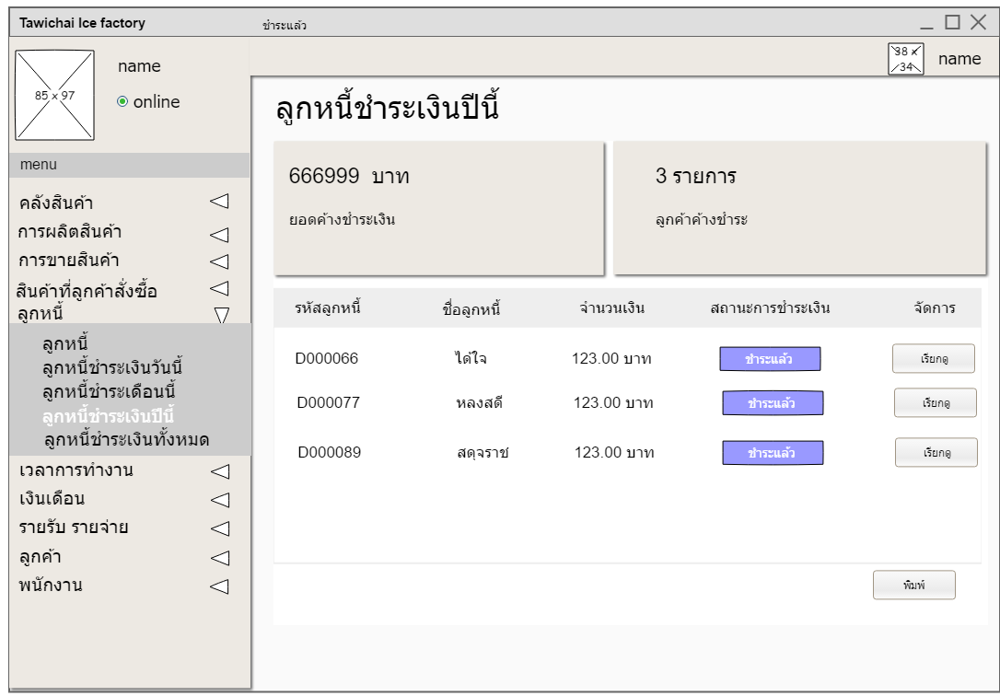 Tawichai Ice factory ชำระแล้ว
85 x 97
name
online
38 x 34
name
menu
คลังสินค้า
การผลิตสินค้า
การขายสินค้า
สินค้าที่ลูกค้าสั่งซื้อ
ลูกหนี้
ลูกหนี้
ลูกหนี้ชำระเงินวันนี้
ลูกหนี้ชำระเดือนนี้
ลูกหนี้ชำระเงินปีนี้
ลูกหนี้ชำระเงินทั้งหมด
เวลาการทำงาน
เงินเดือน
รายรับ รายจ่าย
ลูกค้า
พนักงาน
ลูกหนี้ชำระเงินปีนี้
666999 บาท
ยอดค้างชำระเงิน
3 รายการ
ลูกค้าค้างชำระ
รหัสลูกหนี้ ชื่อลูกหนี้ จำนวนเงิน สถานะการชำระเงิน จัดการ
D000066 ได้ใจ 123.00 บาท ชำระแล้ว เรียกดู
D000077 หลงสดี 123.00 บาท ชำระแล้ว เรียกดู
D000089 สดุจราช่ 123.00 บาท ชำระแล้ว เรียกดู
พิมพ์